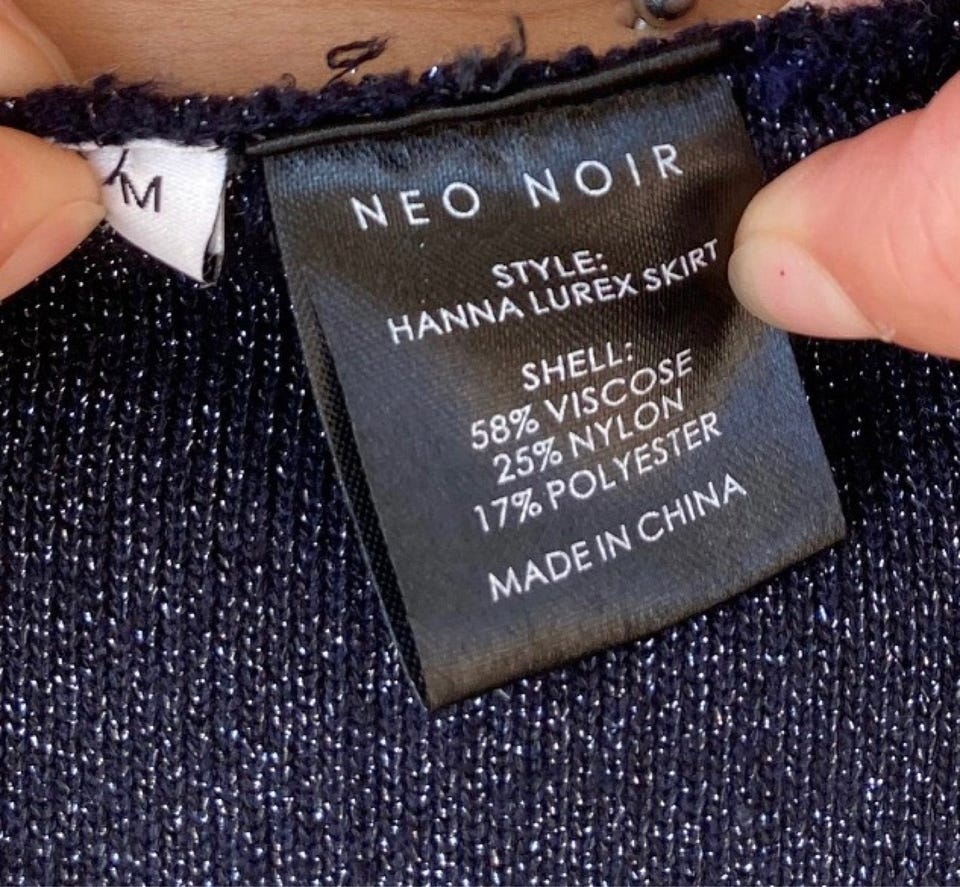 M
NEO NOIR
STYLE:
HANNA LUREX SKIRT
SHELL:
58% VISCOSE
25% NYLON
17% POLYESTER
MADE IN CHINA